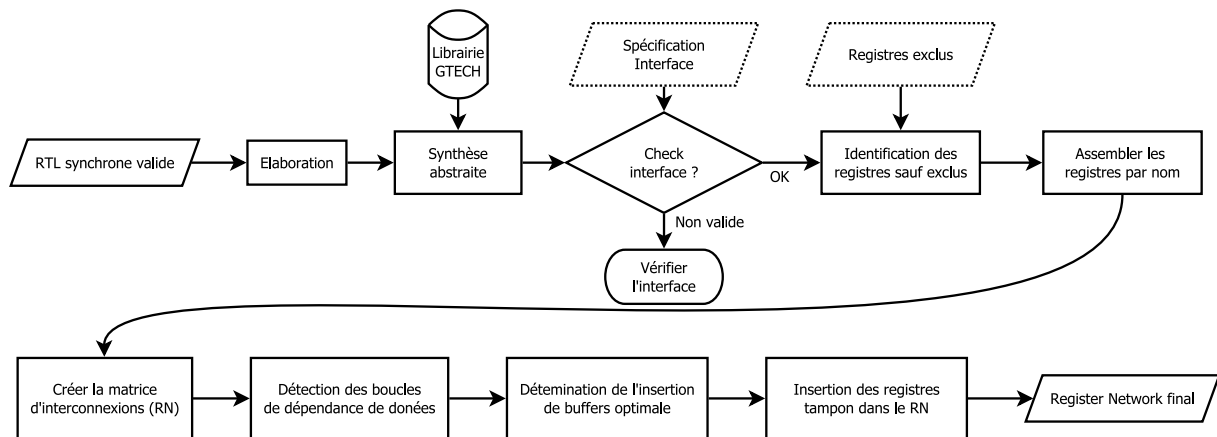 Librairie
GTECH
Spécification
Interface
Registres exclus
RTL synchrone valide
Elaboration
Synthèse
abstraite
Check
interface ?
OK
Identification des
registres sauf exclus
Assembler les
registres par nom
Non valide
Vérifier
l'interface
Créer la matrice
d'interconnexions (RN)
Détection des boucles
de dépendance de donées
Détemination de l'insertion
de buffers optimale
Insertion des registres
tampon dans le RN
Register Network final